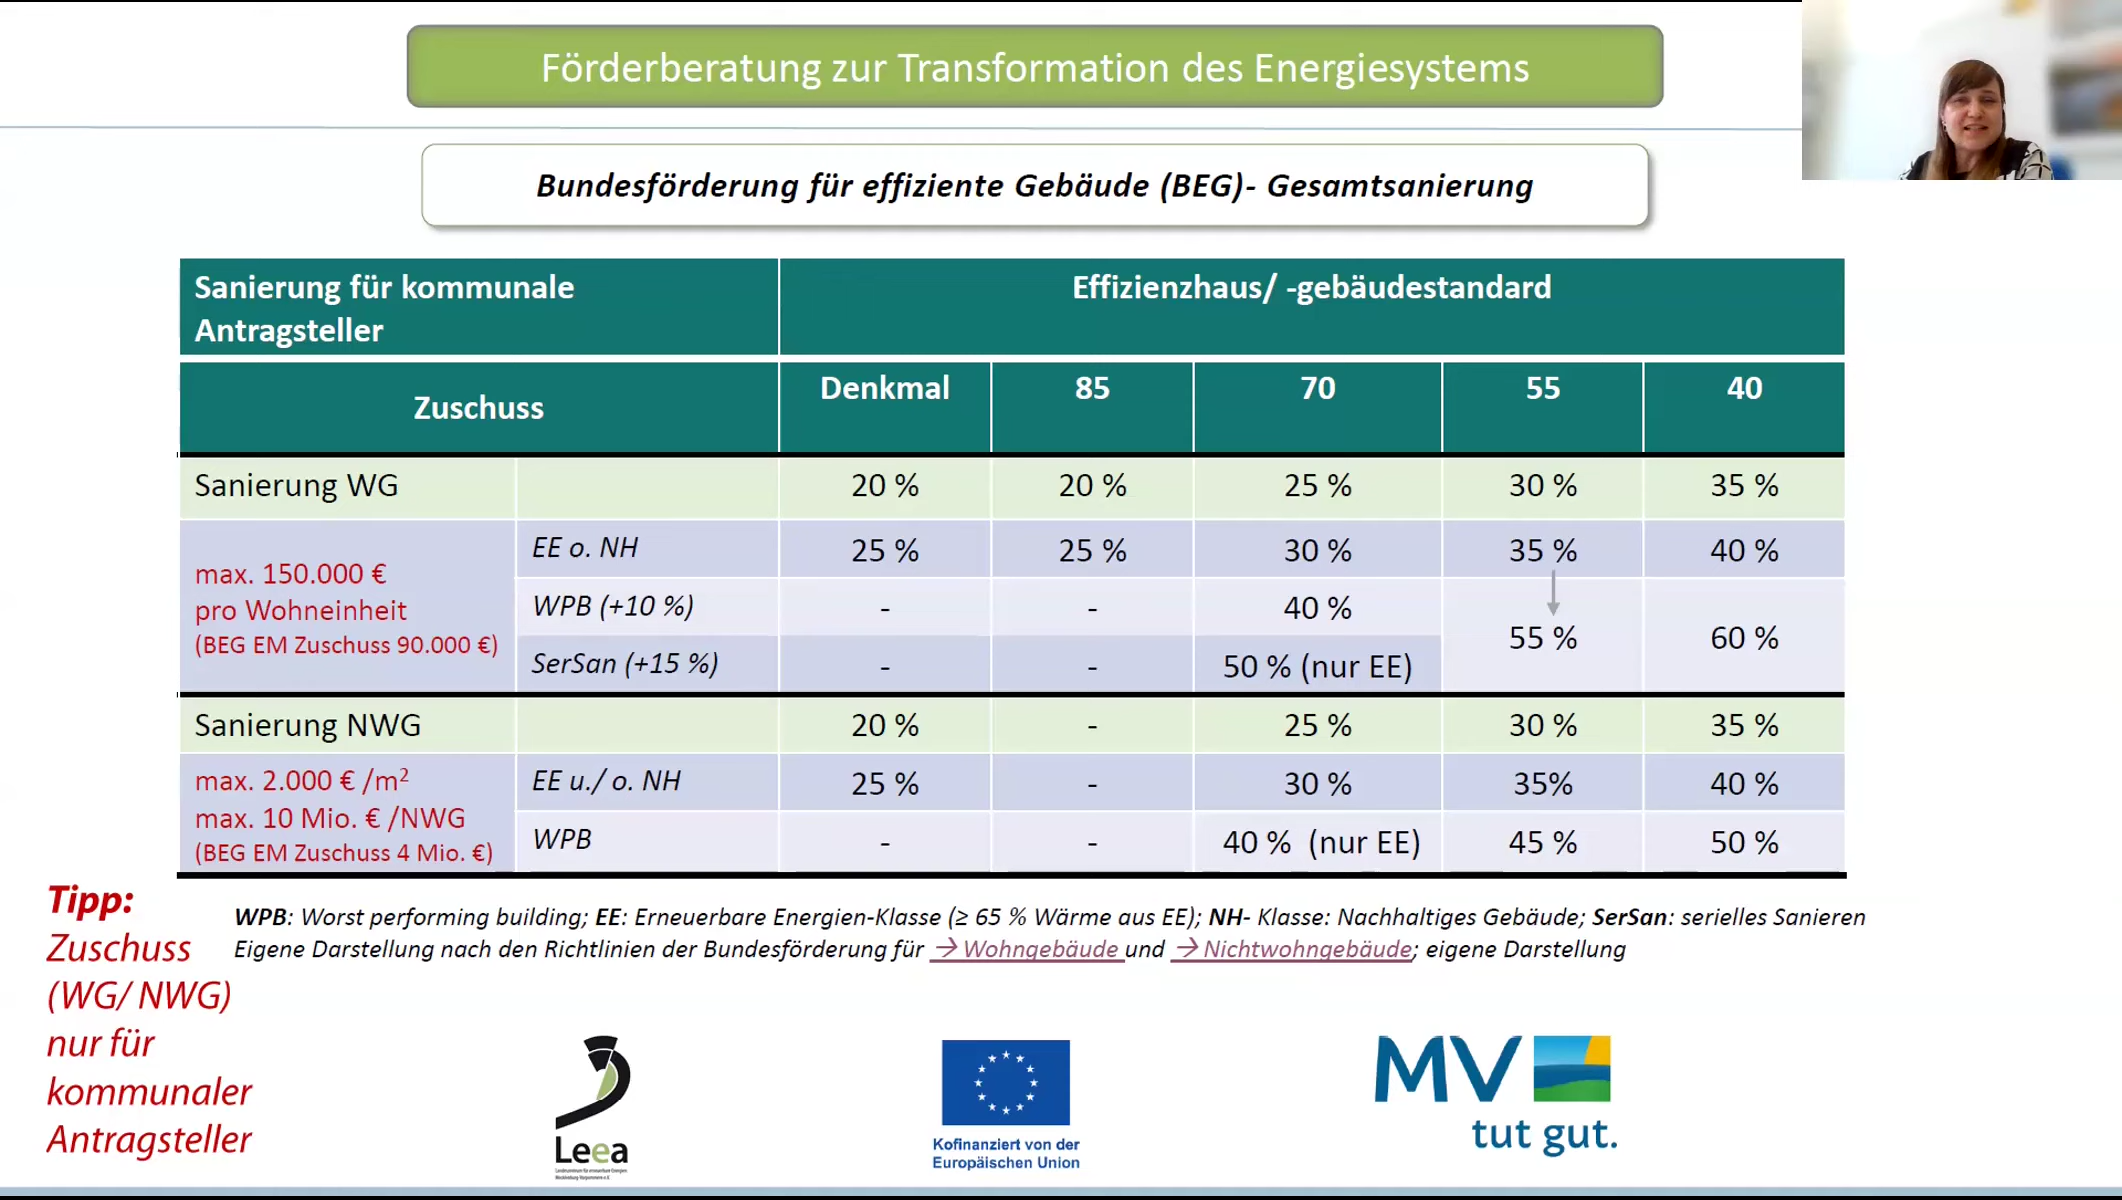 Förderberatung zur Transformation des Energiesystems
Bundesförderung für effiziente Gebäude (BEG)- Gesamtsanierung
Sanierung für kommunale
Antragsteller
Effizienzhaus/ -gebäudestandard
Zuschuss
Denkmal
85
70
55
40
Sanierung WG
20 %
20 %
25 %
30 %
35 %
max. 150.000 €
pro Wohneinheit
(BEG EM Zuschuss 90.000 €)
EE o. NH
25 %
25 %
30 %
35 %
40 %
WPB (+10 %)
-
-
40 %
55 %
60 %
SerSan (+15 %)
-
-
50 % (nur EE)
Sanierung NWG
20 %
-
25 %
30 %
35 %
max. 2.000 € /m²
max. 10 Mio. € /NWG
(BEG EM Zuschuss 4 Mio. €)
EE u./ o. NH
25 %
-
30 %
35%
40 %
WPB
-
-
40 % (nur EE)
45 %
50 %
Tipp:
Zuschuss
(WG/ NWG)
nur für
kommunaler
Antragsteller
WPB: Worst performing building; EE: Erneuerbare Energien-Klasse (≥ 65 % Wärme aus EE); NH- Klasse: Nachhaltiges Gebäude; SerSan: serielles Sanieren
Eigene Darstellung nach den Richtlinien der Bundesförderung für → Wohngebäude und → Nichtwohngebäude; eigene Darstellung
Leea
Kofinanziert von der
Europäischen Union
MV
tut gut.